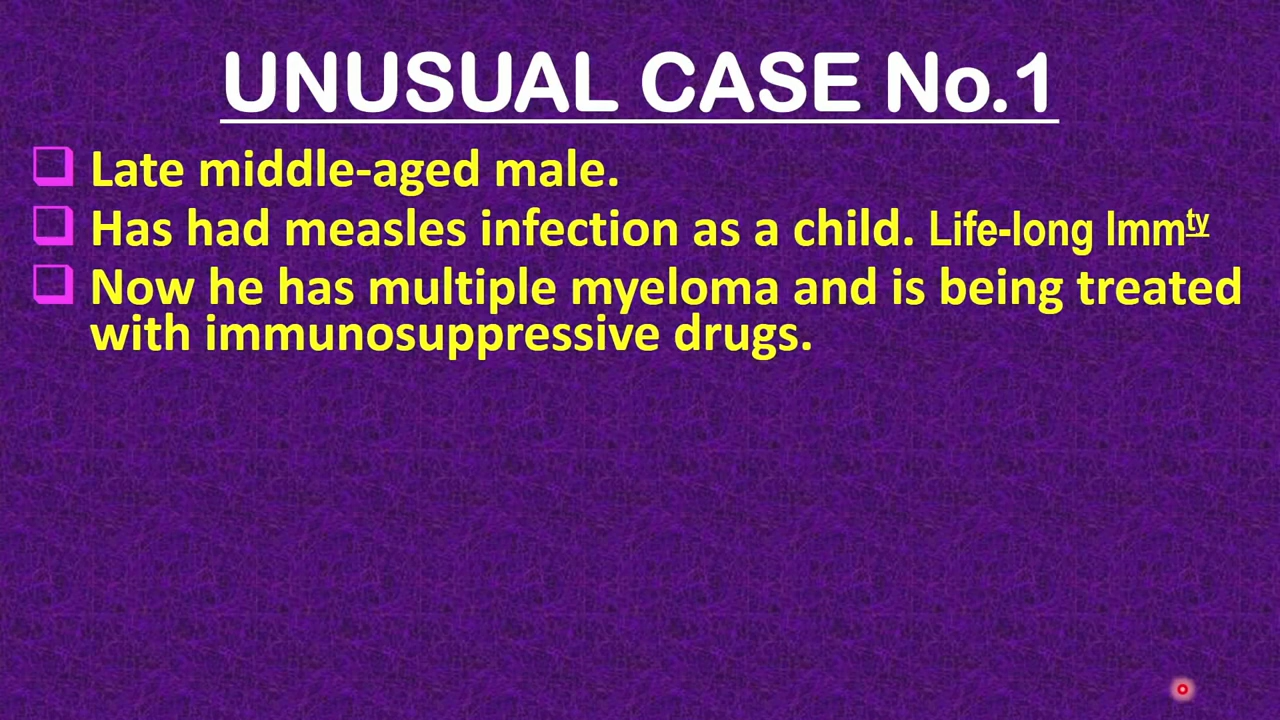 UNUSUAL CASE No.1
❑ Late middle-aged male.
❑ Has had measles infection as a child. Life-long Immty
❑ Now he has multiple myeloma and is being treated
with immunosuppressive drugs.